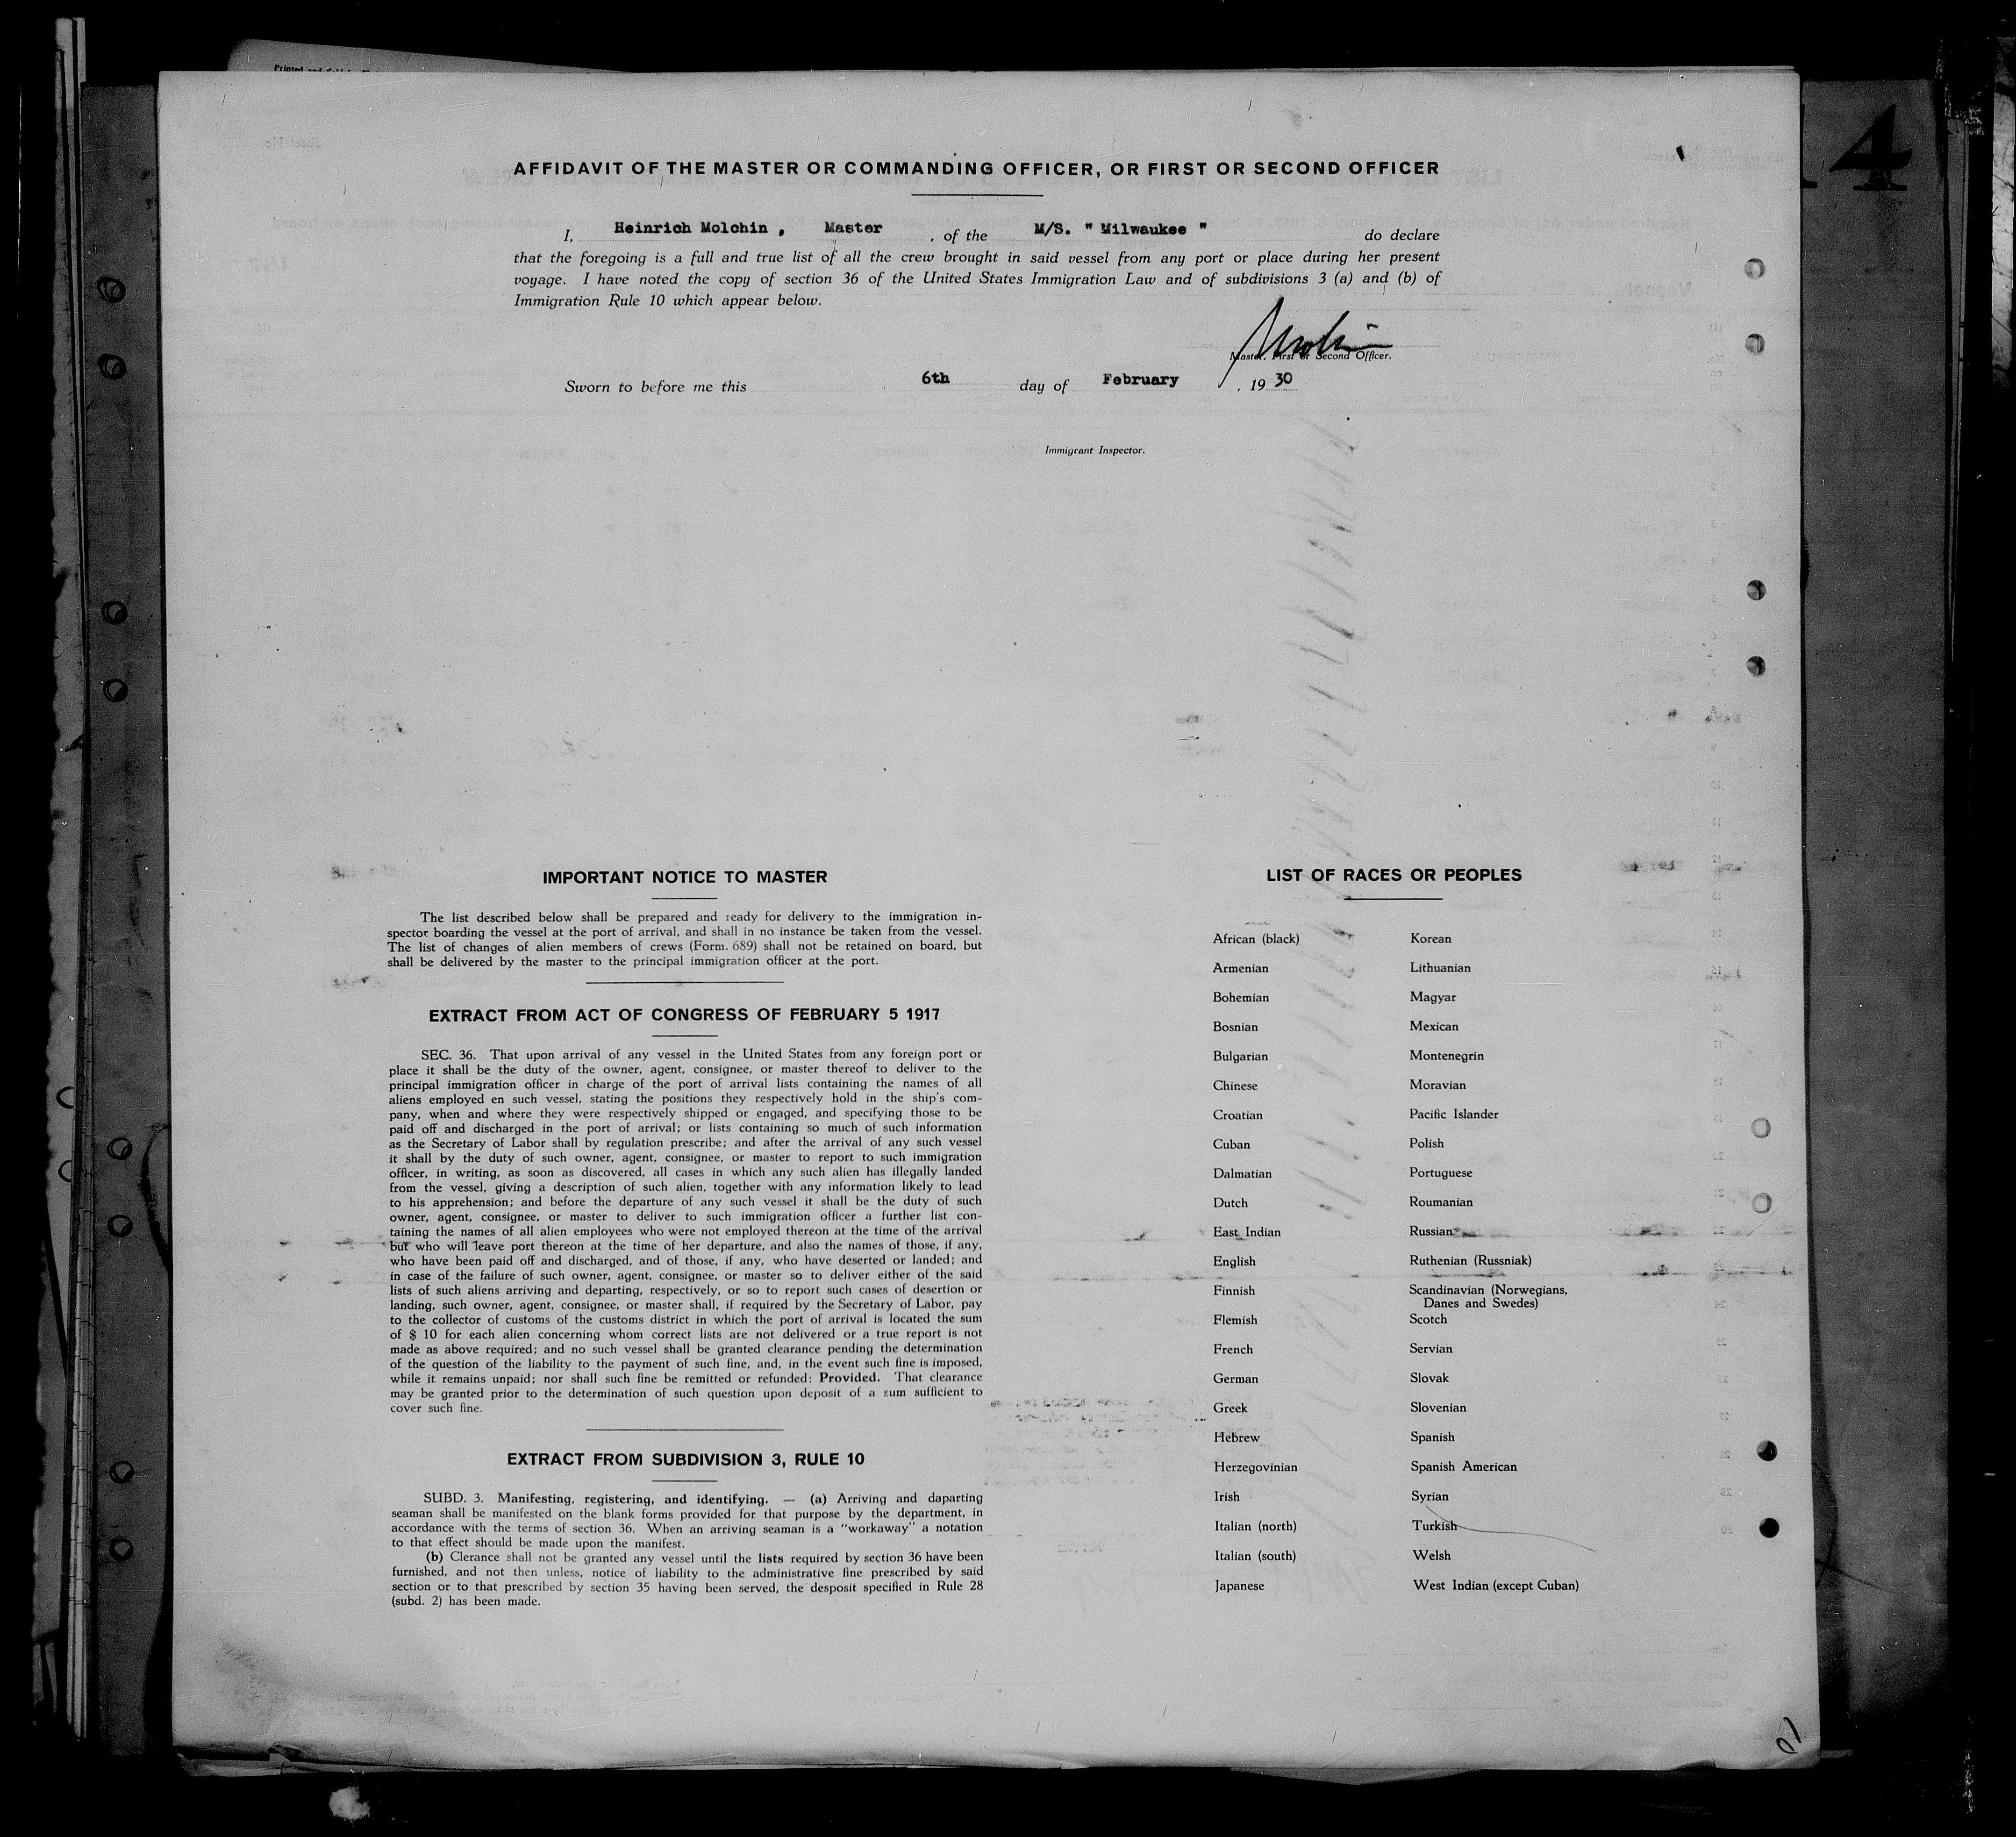 14
AFFIDAVIT OF THE MASTER OR COMMANDING OFFICER, OR FIRST OR SECOND OFFICER
I, Heinrich Molchin , Master , of the M/S. " Milwaukee " do declare
that the foregoing is a full and true list of all the crew brought in said vessel from any port or place during her present
voyage. I have noted the copy of section 36 of the United States Immigration Law and of subdivisions 3 (a) and (b) of
Immigration Rule 10 which appear below.
Master, First or Second Officer.
Sworn to before me this 6th day of February , 19 30
Immigrant Inspector.
IMPORTANT NOTICE TO MASTER
The list described below shall be prepared and ready for delivery to the immigration in-
spector boarding the vessel at the port of arrival, and shall in no instance be taken from the vessel.
The list of changes of alien members of crews (Form. 689) shall not be retained on board, but
shall be delivered by the master to the principal immigration officer at the port.
EXTRACT FROM ACT OF CONGRESS OF FEBRUARY 5 1917
SEC. 36. That upon arrival of any vessel in the United States from any foreign port or
place it shall be the duty of the owner, agent, consignee, or master thereof to deliver to the
principal immigration officer in charge of the port of arrival lists containing the names of all
aliens employed en such vessel, stating the positions they respectively hold in the ship's com-
pany, when and where they were respectively shipped or engaged, and specifying those to be
paid off and discharged in the port of arrival; or lists containing so much of such information
as the Secretary of Labor shall by regulation prescribe; and after the arrival of any such vessel
it shall by the duty of such owner, agent, consignee, or master to report to such immigration
officer, in writing, as soon as discovered, all cases in which any such alien has illegally landed
from the vessel, giving a description of such alien, together with any information likely to lead
to his apprehension; and before the departure of any such vessel it shall be the duty of such
owner, agent, consignee, or master to deliver to such immigration officer a further list con-
taining the names of all alien employees who were not employed thereon at the time of the arrival
but who will leave port thereon at the time of her departure, and also the names of those, if any,
who have been paid off and discharged, and of those, if any, who have deserted or landed; and
in case of the failure of such owner, agent, consignee, or master so to deliver either of the said
lists of such aliens arriving and departing, respectively, or so to report such cases of desertion or
landing, such owner, agent, consignee, or master shall, if required by the Secretary of Labor, pay
to the collector of customs of the customs district in which the port of arrival is located the sum
of $ 10 for each alien concerning whom correct lists are not delivered or a true report is not
made as above required; and no such vessel shall be granted clearance pending the determination
of the question of the liability to the payment of such fine, and, in the event such fine is imposed,
while it remains unpaid; nor shall such fine be remitted or refunded: Provided. That clearance
may be granted prior to the determination of such question upon deposit of a sum sufficient to
cover such fine.
EXTRACT FROM SUBDIVISION 3, RULE 10
SUBD. 3. Manifesting, registering, and identifying. — (a) Arriving and daparting
seaman shall be manifested on the blank forms provided for that purpose by the department, in
accordance with the terms of section 36. When an arriving seaman is a "workaway" a notation
to that effect should be made upon the manifest.
(b) Clerance shall not be granted any vessel until the lists required by section 36 have been
furnished, and not then unless, notice of liability to the administrative fine prescribed by said
section or to that prescribed by section 35 having been served, the desposit specified in Rule 28
(subd. 2) has been made.
LIST OF RACES OR PEOPLES
African (black) Korean
Armenian Lithuanian
Bohemian Magyar
Bosnian Mexican
Bulgarian Montenegrin
Chinese Moravian
Croatian Pacific Islander
Cuban Polish
Dalmatian Portuguese
Dutch Roumanian
East Indian Russian
English Ruthenian (Russniak)
Finnish Scandinavian (Norwegians,
Danes and Swedes)
Flemish Scotch
French Servian
German Slovak
Greek Slovenian
Hebrew Spanish
Herzegovinian Spanish American
Irish Syrian
Italian (north) Turkish
Italian (south) Welsh
Japanese West Indian (except Cuban)